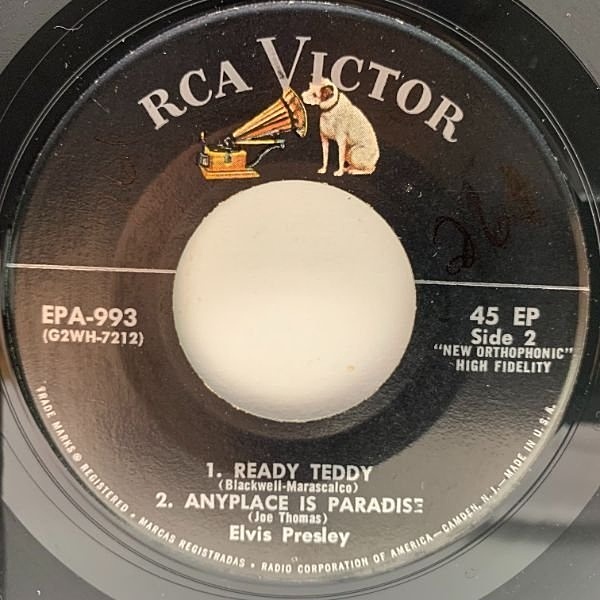 RCA VICTOR
EPA-993
(G2WH-7212)
45 EP
Side 2
"NEW ORTHOPHONIC"
HIGH FIDELITY
1. READY TEDDY
(Blackwell-Marascalco)
2. ANYPLACE IS PARADISE
(Joe Thomas)
Elvis Presley
TRADE MARKS ® REGISTERED • MARCAS REGISTRADAS • RADIO CORPORATION OF AMERICA—CAMDEN, N.J.—MADE IN U.S.A.